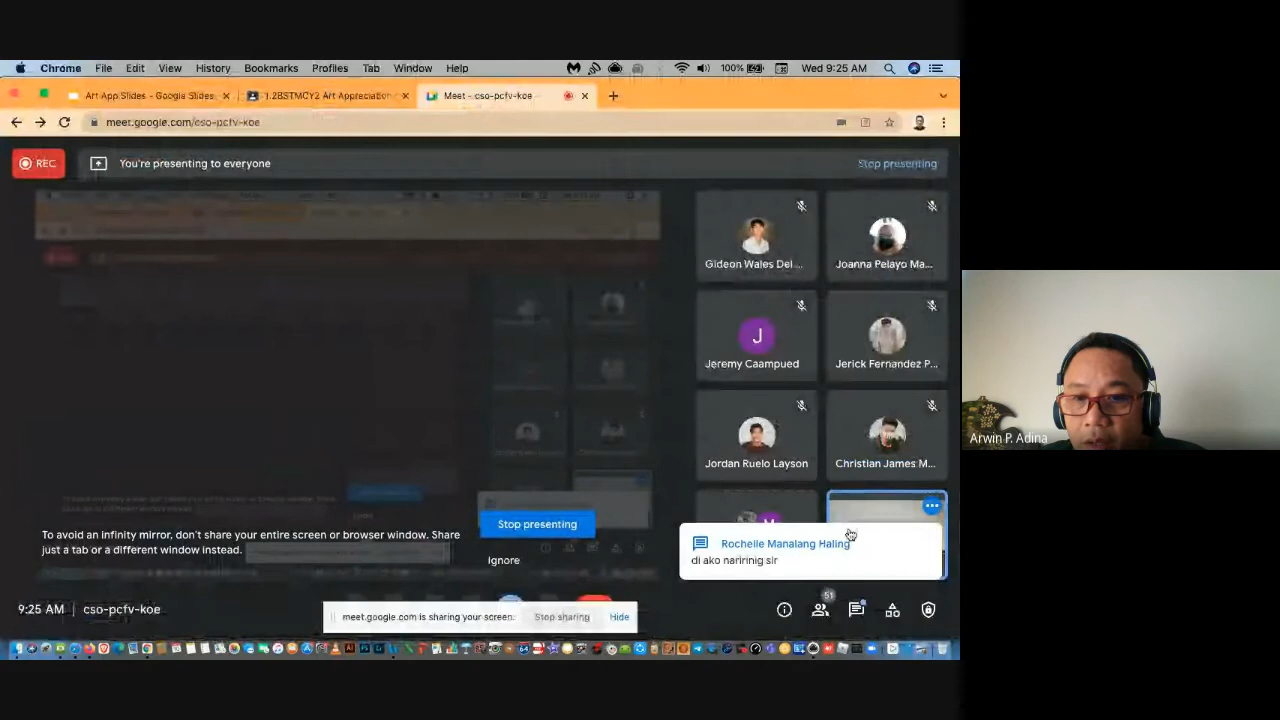 Chrome File Edit View History Bookmarks Profiles Tab Window Help 100% Wed 9:25 AM
Art App Slides - Google Slides
1.2BSTMCY2 Art Appreciation
Meet - cso-pcfv-koe
meet.google.com/cso-pcfv-koe
REC
You're presenting to everyone
Stop presenting
Gideon Wales Del ...
Joanna Pelayo Ma...
J
Jeremy Caampued
Jerick Fernandez P...
Jordan Ruelo Layson
Christian James M...
Arwin P. Adina
To avoid an infinity mirror, don't share your entire screen or browser window. Share
just a tab or a different window instead.
Stop presenting
Ignore
Rochelle Manalang Haling
di ako naririnig sir
9:25 AM | cso-pcfv-koe
meet.google.com is sharing your screen.
Stop sharing
Hide
51